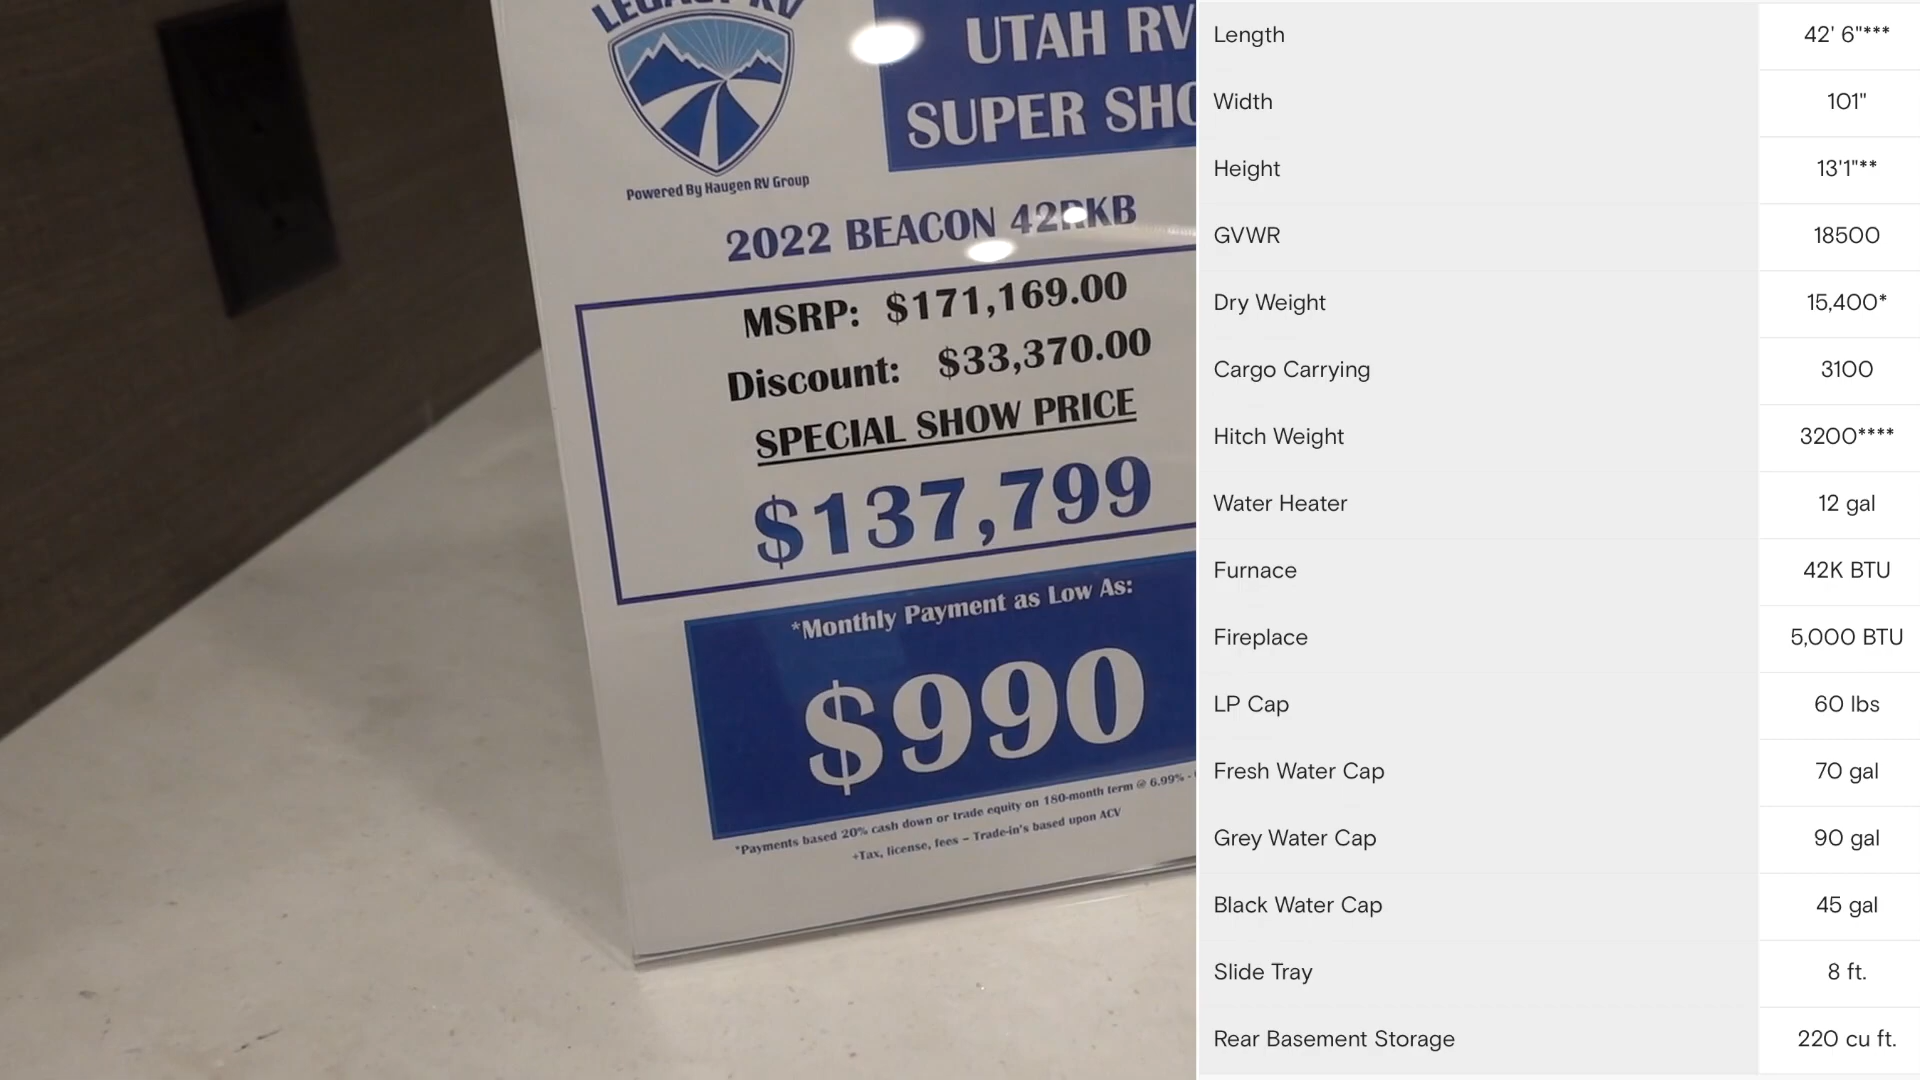 LEGACY RV
Powered By Haugen RV Group
UTAH RV
SUPER
2022 BEACON 42RKB
MSRP: $171,169.00
Discount: $33,370.00
SPECIAL SHOW PRICE
$137,799
*Monthly Payment as Low As:
$990
*Payments based 20% cash down or trade equity on 180-month term @ 6.99% -
+Tax, license, fees – Trade-in's based upon ACV
Length 42' 6"***
Width 101"
Height 13'1"**
GVWR 18500
Dry Weight 15,400*
Cargo Carrying 3100
Hitch Weight 3200****
Water Heater 12 gal
Furnace 42K BTU
Fireplace 5,000 BTU
LP Cap 60 lbs
Fresh Water Cap 70 gal
Grey Water Cap 90 gal
Black Water Cap 45 gal
Slide Tray 8 ft.
Rear Basement Storage 220 cu ft.